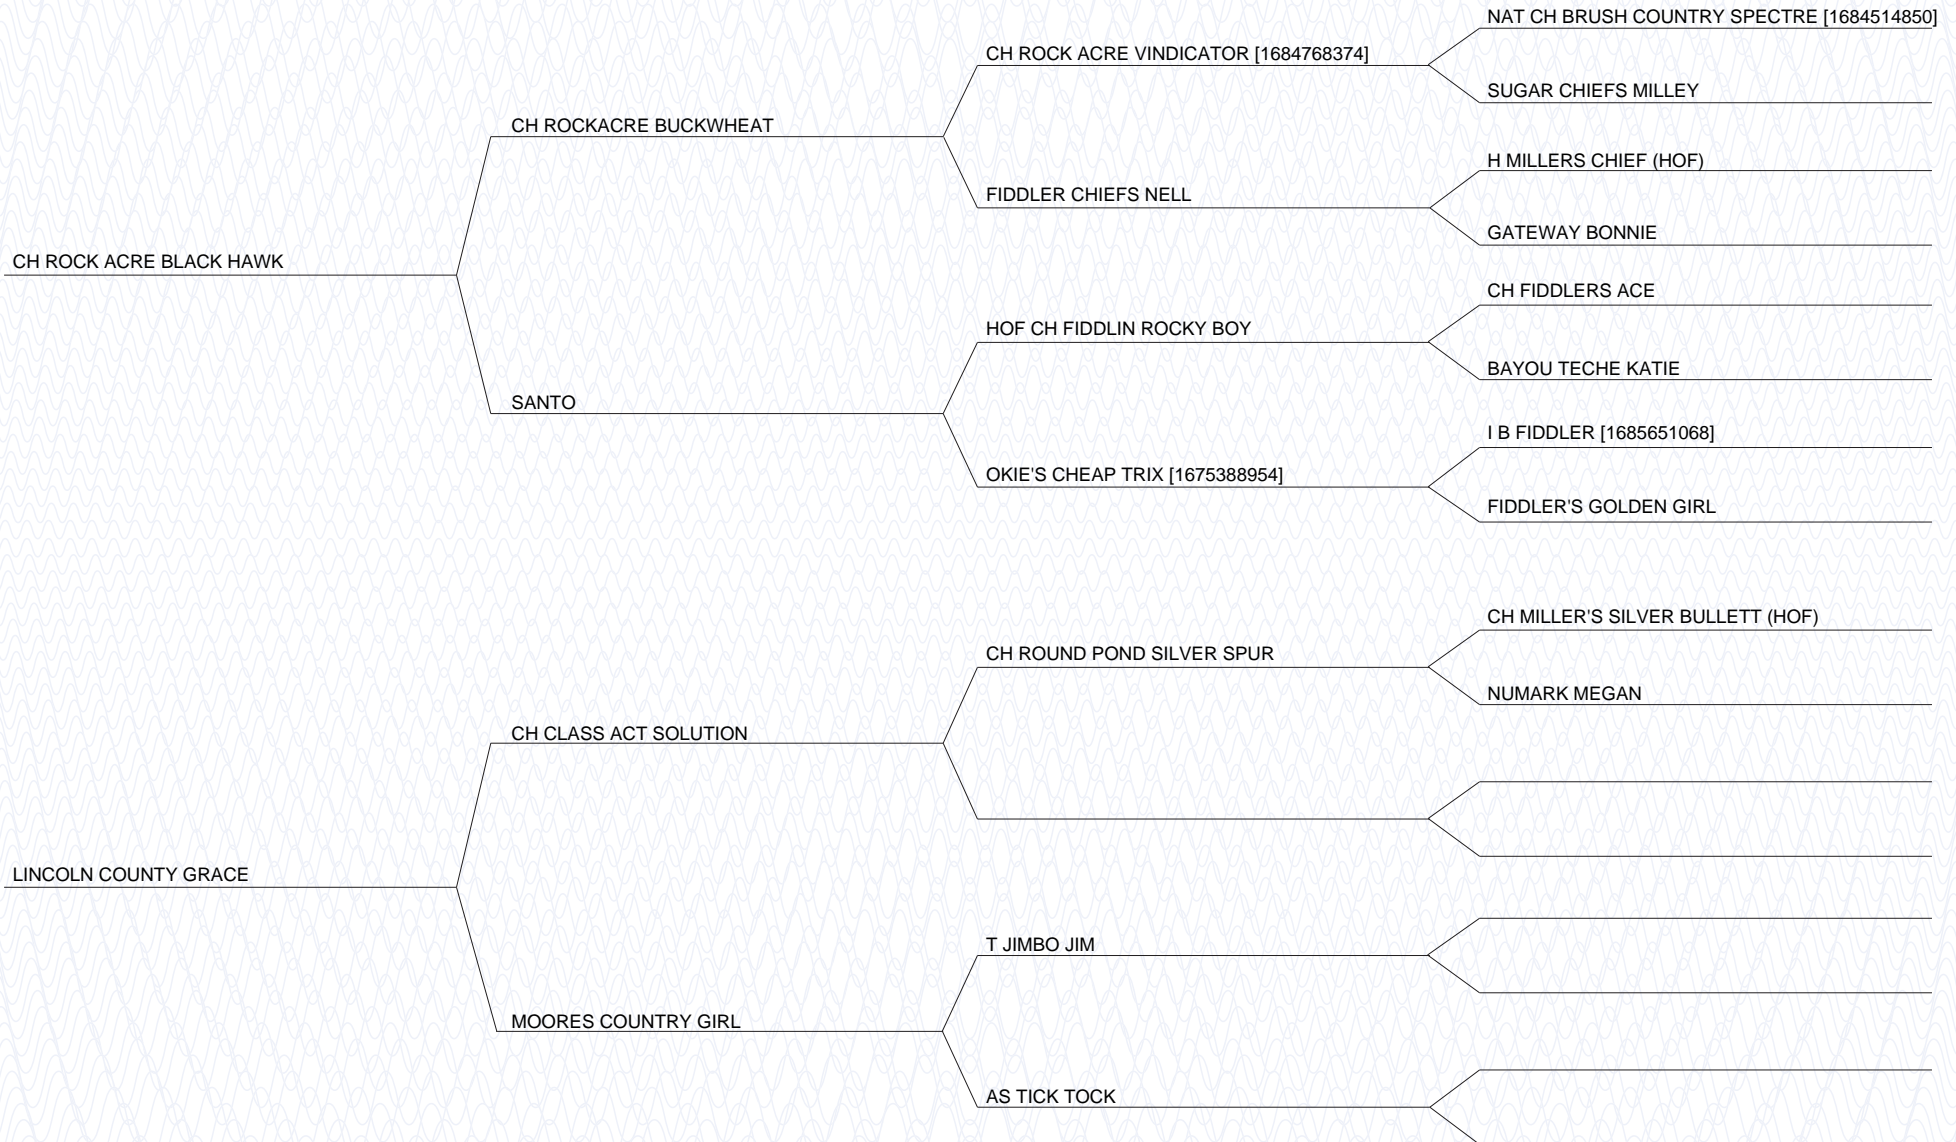 NAT CH BRUSH COUNTRY SPECTRE [1684514850]
CH ROCK ACRE VINDICATOR [1684768374]
SUGAR CHIEFS MILLEY
CH ROCKACRE BUCKWHEAT
H MILLERS CHIEF (HOF)
FIDDLER CHIEFS NELL
GATEWAY BONNIE
CH ROCK ACRE BLACK HAWK
CH FIDDLERS ACE
HOF CH FIDDLIN ROCKY BOY
BAYOU TECHE KATIE
SANTO
I B FIDDLER [1685651068]
OKIE'S CHEAP TRIX [1675388954]
FIDDLER'S GOLDEN GIRL
CH MILLER'S SILVER BULLETT (HOF)
CH ROUND POND SILVER SPUR
NUMARK MEGAN
CH CLASS ACT SOLUTION
LINCOLN COUNTY GRACE
T JIMBO JIM
MOORES COUNTRY GIRL
AS TICK TOCK